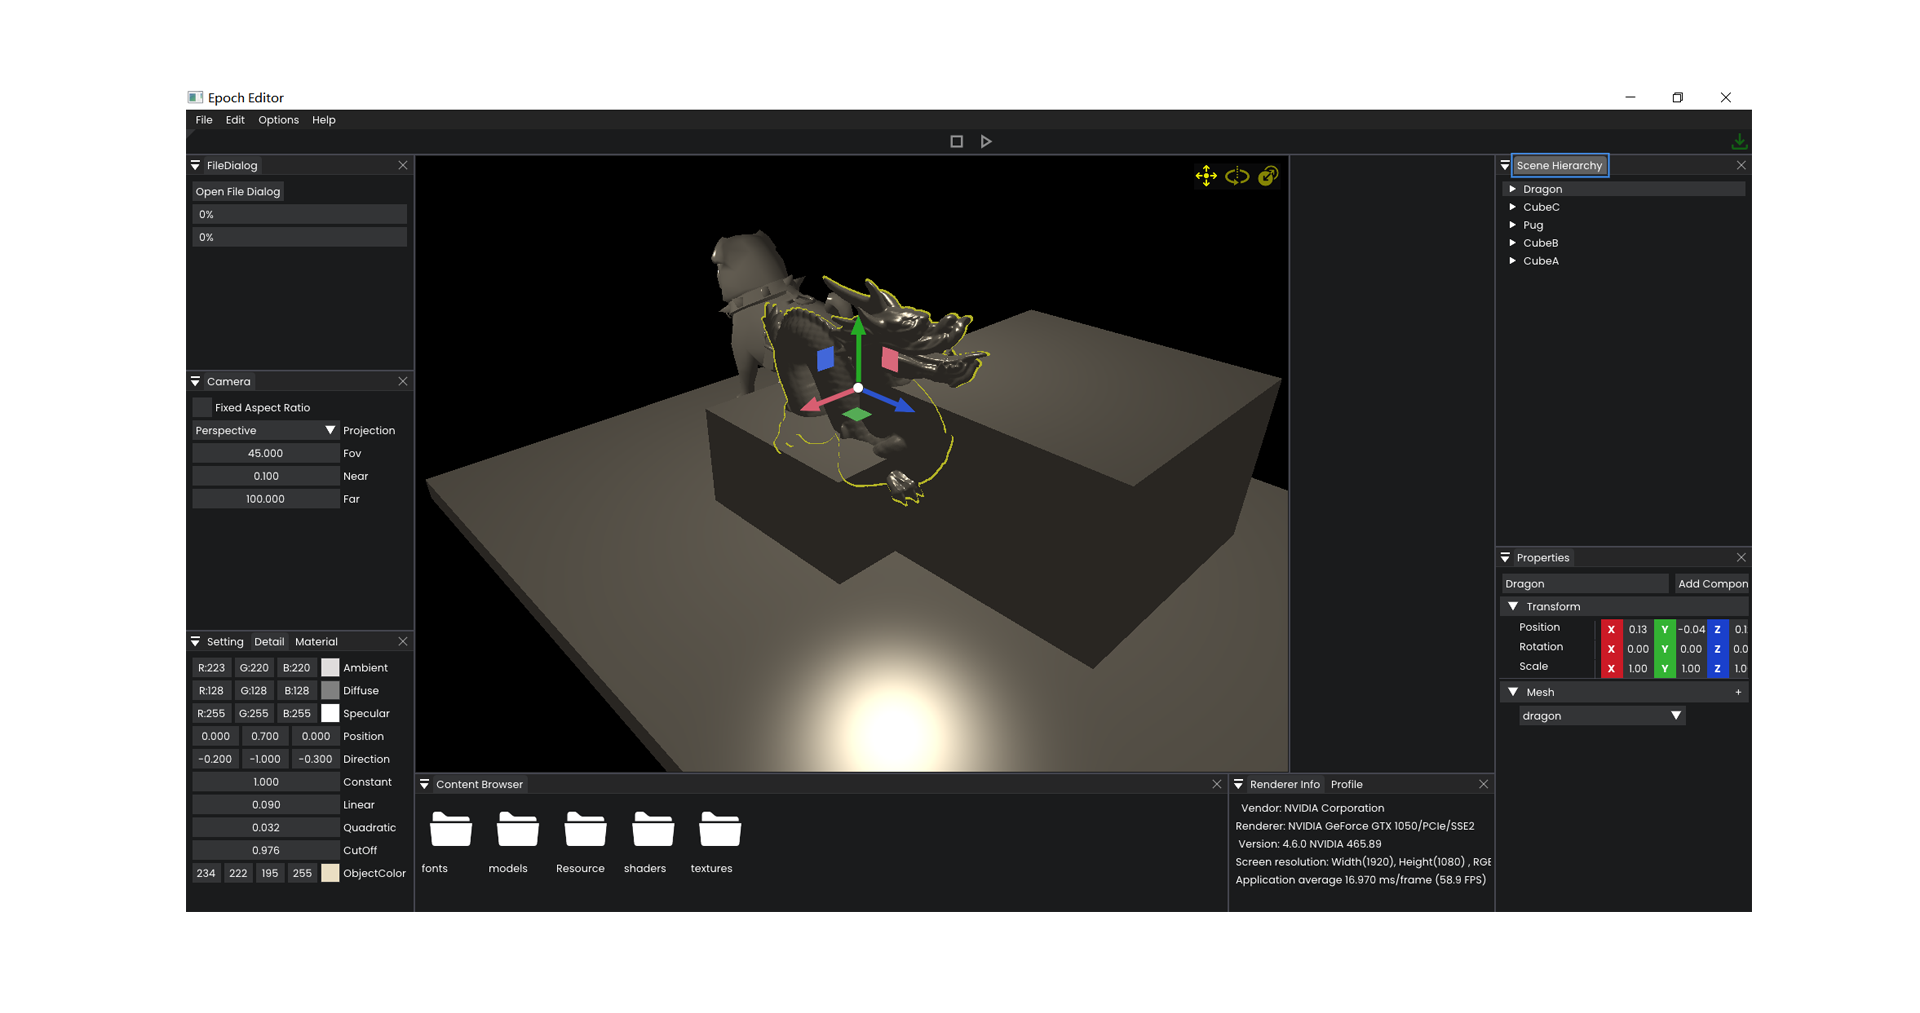 Epoch Editor
File Edit Options Help
FileDialog
Open File Dialog
0%
0%
Camera
Fixed Aspect Ratio
Perspective Projection
45.000 Fov
0.100 Near
100.000 Far
Setting Detail Material
R:223 G:220 B:220 Ambient
R:128 G:128 B:128 Diffuse
R:255 G:255 B:255 Specular
0.000 0.700 0.000 Position
-0.200 -1.000 -0.300 Direction
1.000 Constant
0.090 Linear
0.032 Quadratic
0.976 CutOff
234 222 195 255 ObjectColor
Content Browser
fonts models Resource shaders textures
Renderer Info Profile
Vendor: NVIDIA Corporation
Renderer: NVIDIA GeForce GTX 1050/PCIe/SSE2
Version: 4.6.0 NVIDIA 465.89
Screen resolution: Width(1920), Height(1080) , RGE
Application average 16.970 ms/frame (58.9 FPS)
Scene Hierarchy
Dragon
CubeC
Pug
CubeB
CubeA
Properties
Dragon Add Compon
Transform
Position X 0.13 Y -0.04 Z 0.1
Rotation X 0.00 Y 0.00 Z 0.0
Scale X 1.00 Y 1.00 Z 1.0
Mesh +
dragon